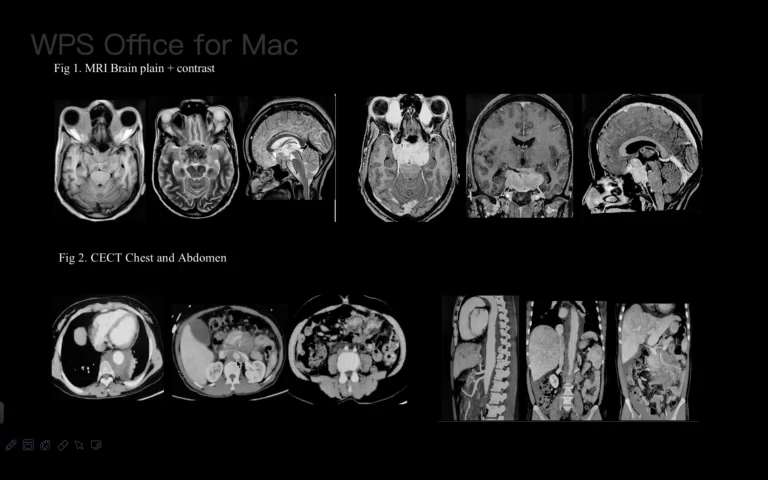 WPS Office for Mac
Fig 1. MRI Brain plain + contrast
Fig 2. CECT Chest and Abdomen